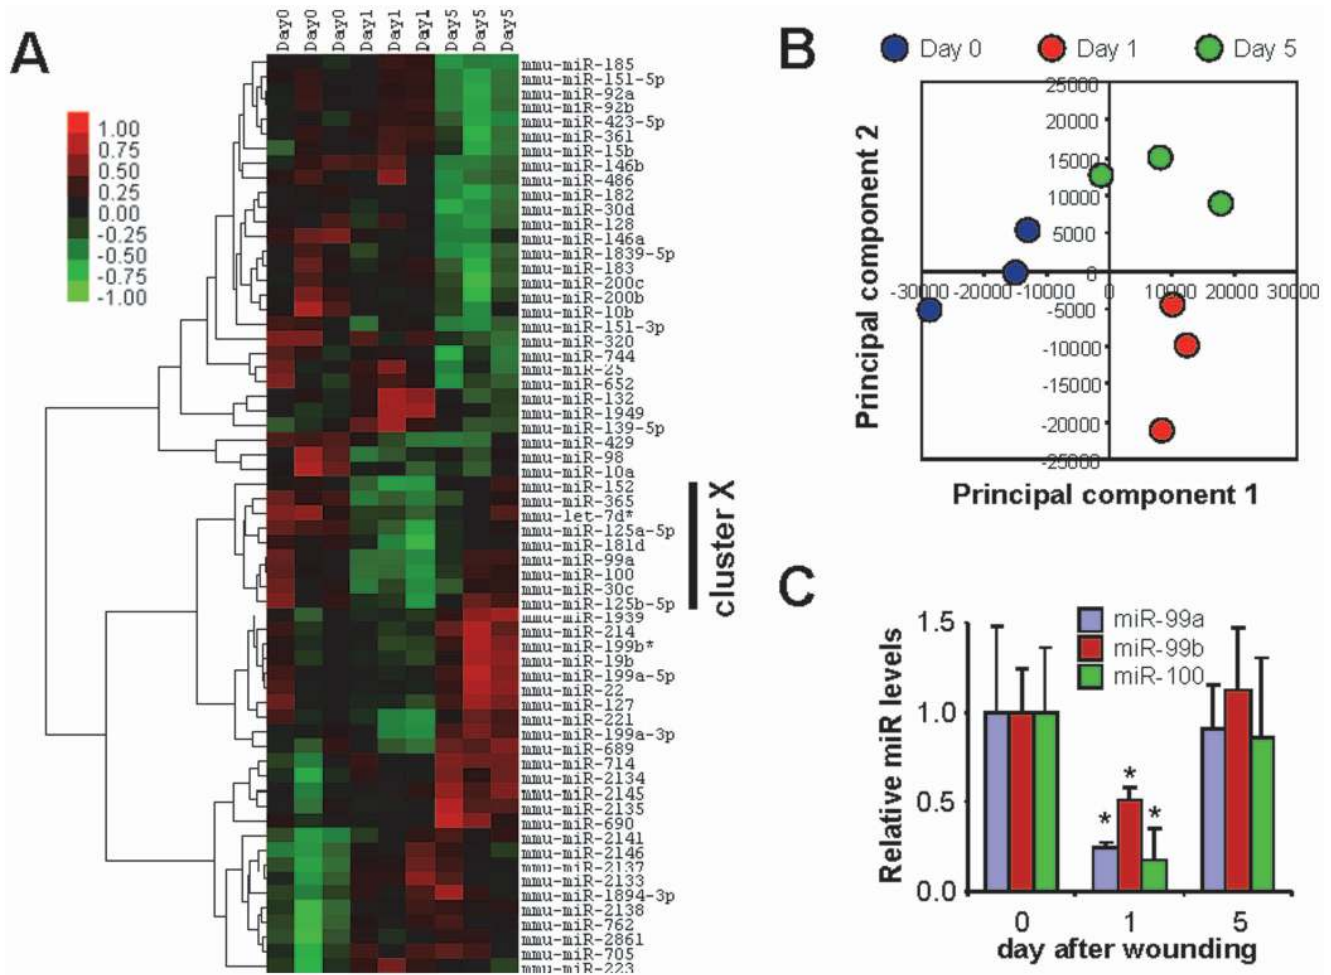 A
Day0
Day0
Day0
Day1
Day1
Day1
Day5
Day5
Day5
1.00
0.75
0.50
0.25
0.00
-0.25
-0.50
-0.75
-1.00
mmu-miR-185
mmu-miR-151-5p
mmu-miR-92a
mmu-miR-92b
mmu-miR-423-5p
mmu-miR-361
mmu-miR-15b
mmu-miR-146b
mmu-miR-486
mmu-miR-182
mmu-miR-30d
mmu-miR-128
mmu-miR-146a
mmu-miR-1839-5p
mmu-miR-183
mmu-miR-200c
mmu-miR-200b
mmu-miR-10b
mmu-miR-151-3p
mmu-miR-320
mmu-miR-744
mmu-miR-25
mmu-miR-652
mmu-miR-132
mmu-miR-1949
mmu-miR-139-5p
mmu-miR-429
mmu-miR-98
mmu-miR-10a
mmu-miR-152
mmu-miR-365
mmu-let-7d*
mmu-miR-125a-5p
mmu-miR-181d
mmu-miR-99a
mmu-miR-100
mmu-miR-30c
mmu-miR-125b-5p
mmu-miR-1939
mmu-miR-214
mmu-miR-199b*
mmu-miR-19b
mmu-miR-199a-5p
mmu-miR-22
mmu-miR-127
mmu-miR-221
mmu-miR-199a-3p
mmu-miR-689
mmu-miR-714
mmu-miR-2134
mmu-miR-2145
mmu-miR-2135
mmu-miR-690
mmu-miR-2141
mmu-miR-2146
mmu-miR-2137
mmu-miR-2133
mmu-miR-1894-3p
mmu-miR-2138
mmu-miR-762
mmu-miR-2861
mmu-miR-705
mmu-miR-223
cluster X
B
Day 0 Day 1 Day 5
Principal component 2
25000
20000
15000
10000
5000
0
-5000
-10000
-15000
-20000
-25000
-30000 -20000 -10000 0 10000 20000 30000
Principal component 1
C
Relative miR levels
1.5
1.0
0.5
0.0
miR-99a
miR-99b
miR-100
* * *
0 1 5
day after wounding